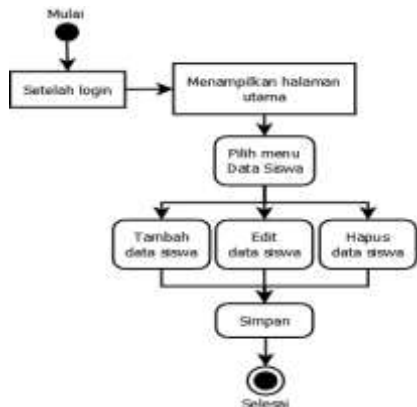 Mulai
Setelah login
Menampilkan halaman
utama
Pilih menu
Data Siswa
Tambah
data siswa
Edit
data siswa
Hapus
data siswa
Simpan
Selesai